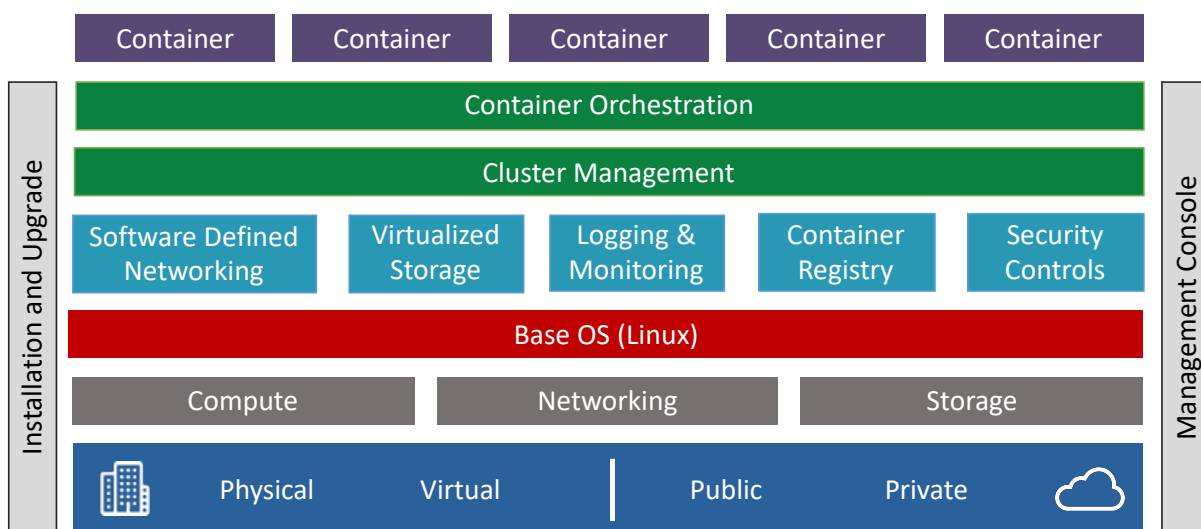 Container
Container
Container
Container
Container
Container Orchestration
Cluster Management
Software Defined
Networking
Virtualized
Storage
Logging &
Monitoring
Container
Registry
Security
Controls
Base OS (Linux)
Compute
Networking
Storage
Physical
Virtual
Public
Private
Installation and Upgrade
Management Console